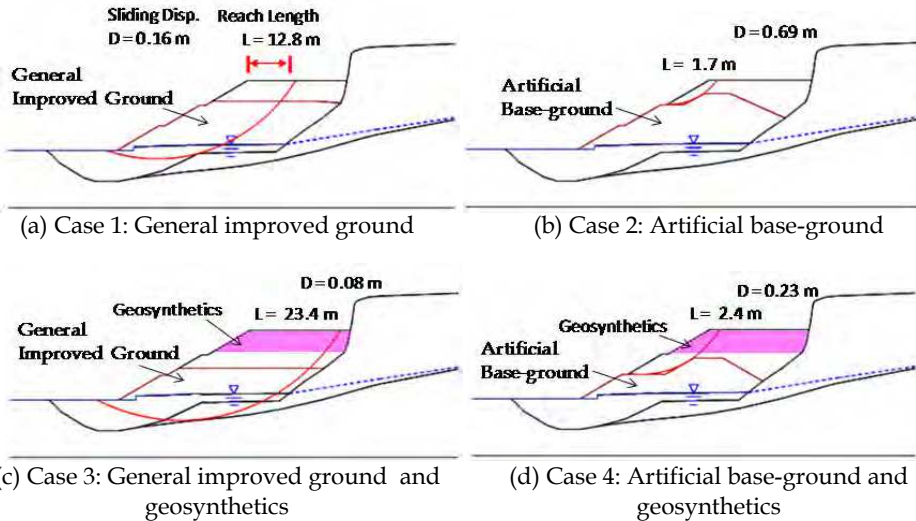 Sliding Disp.
D=0.16 m
Reach Length
L=12.8 m
General
Improved Ground
(a) Case 1: General improved ground
D=0.69 m
L= 1.7 m
Artificial
Base-ground
(b) Case 2: Artificial base-ground
D=0.08 m
Geosynthetics
L= 23.4 m
General
Improved Ground
(c) Case 3: General improved ground and
geosynthetics
D=0.23 m
L= 2.4 m
Geosynthetics
Artificial
Base-ground
(d) Case 4: Artificial base-ground and
geosynthetics